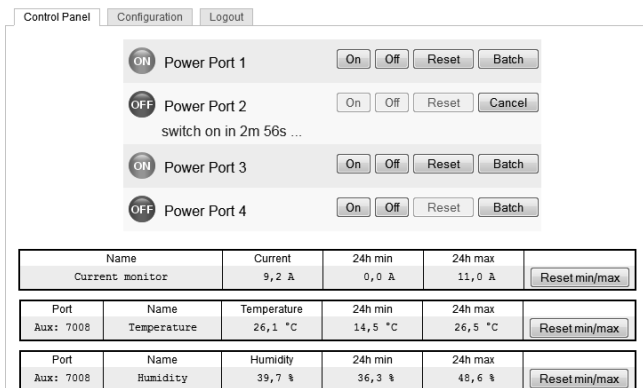 Control Panel Configuration Logout
ON Power Port 1 On Off Reset Batch
OFF Power Port 2 On Off Reset Cancel
switch on in 2m 56s ...
ON Power Port 3 On Off Reset Batch
OFF Power Port 4 On Off Reset Batch
Name Current 24h min 24h max
Current monitor 9,2 A 0,0 A 11,0 A Reset min/max
Port Name Temperature 24h min 24h max
Aux: 7008 Temperature 26,1 °C 14,5 °C 26,5 °C Reset min/max
Port Name Humidity 24h min 24h max
Aux: 7008 Humidity 39,7 % 36,3 % 48,6 % Reset min/max